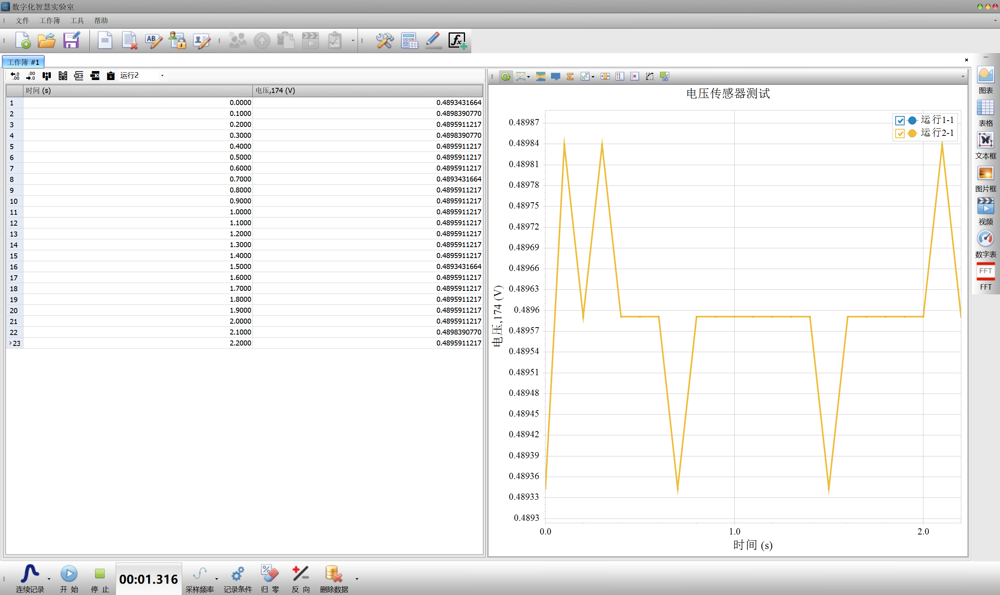 数字化智慧实验室
文件 工作簿 工具 帮助
AB
fx
工作簿 #1
运行2
时间 (s) 电压,174 (V)
1 0.0000 0.4893431664
2 0.1000 0.4898390770
3 0.2000 0.4895911217
4 0.3000 0.4898390770
5 0.4000 0.4895911217
6 0.5000 0.4895911217
7 0.6000 0.4895911217
8 0.7000 0.4893431664
9 0.8000 0.4895911217
10 0.9000 0.4895911217
11 1.0000 0.4895911217
12 1.1000 0.4895911217
13 1.2000 0.4895911217
14 1.3000 0.4895911217
15 1.4000 0.4895911217
16 1.5000 0.4893431664
17 1.6000 0.4895911217
18 1.7000 0.4895911217
19 1.8000 0.4895911217
20 1.9000 0.4895911217
21 2.0000 0.4895911217
22 2.1000 0.4898390770
23 2.2000 0.4895911217
电压传感器测试
运行1-1
运行2-1
0.48987
0.48984
0.48981
0.48978
0.48975
0.48972
0.48969
0.48966
0.48963
0.4896
0.48957
0.48954
0.48951
0.48948
0.48945
0.48942
0.48939
0.48936
0.48933
0.4893
电压,174 (V)
0.0 1.0 2.0
时间 (s)
图表
表格
文本框
图片框
视频
数字表
FFT
FFT
连续记录
开 始
停 止
00:01.316
采样频率
记录条件
归 零
反 向
删除数据